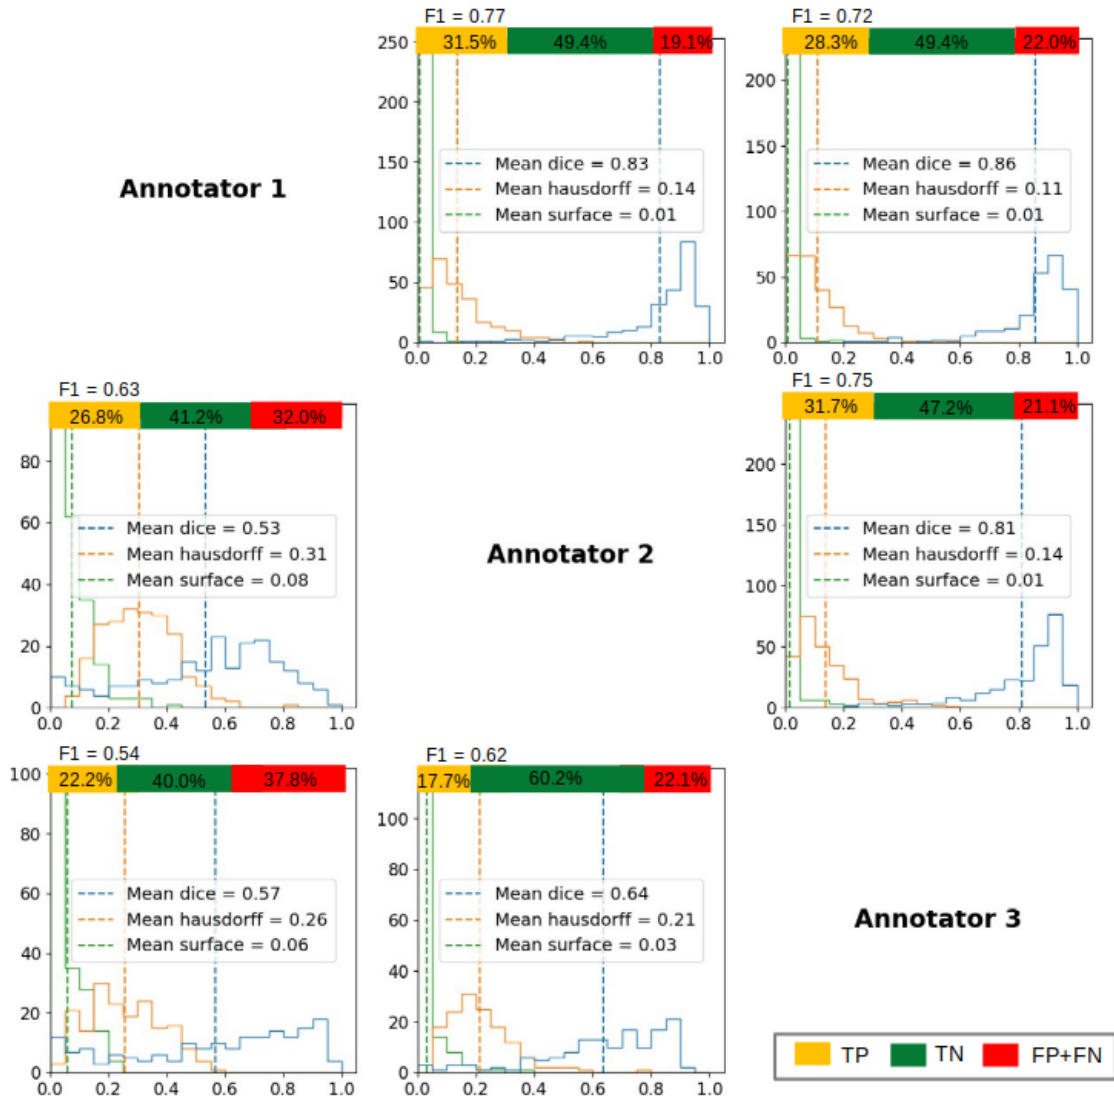 F1 = 0.77
31.5% 49.4% 19.1%
250
200
150
100
50
0
Mean dice = 0.83
Mean hausdorff = 0.14
Mean surface = 0.01
0.0 0.2 0.4 0.6 0.8 1.0
F1 = 0.72
28.3% 49.4% 22.0%
200
150
100
50
0
Mean dice = 0.86
Mean hausdorff = 0.11
Mean surface = 0.01
0.0 0.2 0.4 0.6 0.8 1.0
Annotator 1
F1 = 0.63
26.8% 41.2% 32.0%
80
60
40
20
0
Mean dice = 0.53
Mean hausdorff = 0.31
Mean surface = 0.08
0.0 0.2 0.4 0.6 0.8 1.0
Annotator 2
F1 = 0.75
31.7% 47.2% 21.1%
200
150
100
50
0
Mean dice = 0.81
Mean hausdorff = 0.14
Mean surface = 0.01
0.0 0.2 0.4 0.6 0.8 1.0
F1 = 0.54
22.2% 40.0% 37.8%
100
80
60
40
20
0
Mean dice = 0.57
Mean hausdorff = 0.26
Mean surface = 0.06
0.0 0.2 0.4 0.6 0.8 1.0
F1 = 0.62
17.7% 60.2% 22.1%
100
80
60
40
20
0
Mean dice = 0.64
Mean hausdorff = 0.21
Mean surface = 0.03
0.0 0.2 0.4 0.6 0.8 1.0
Annotator 3
TP TN FP+FN